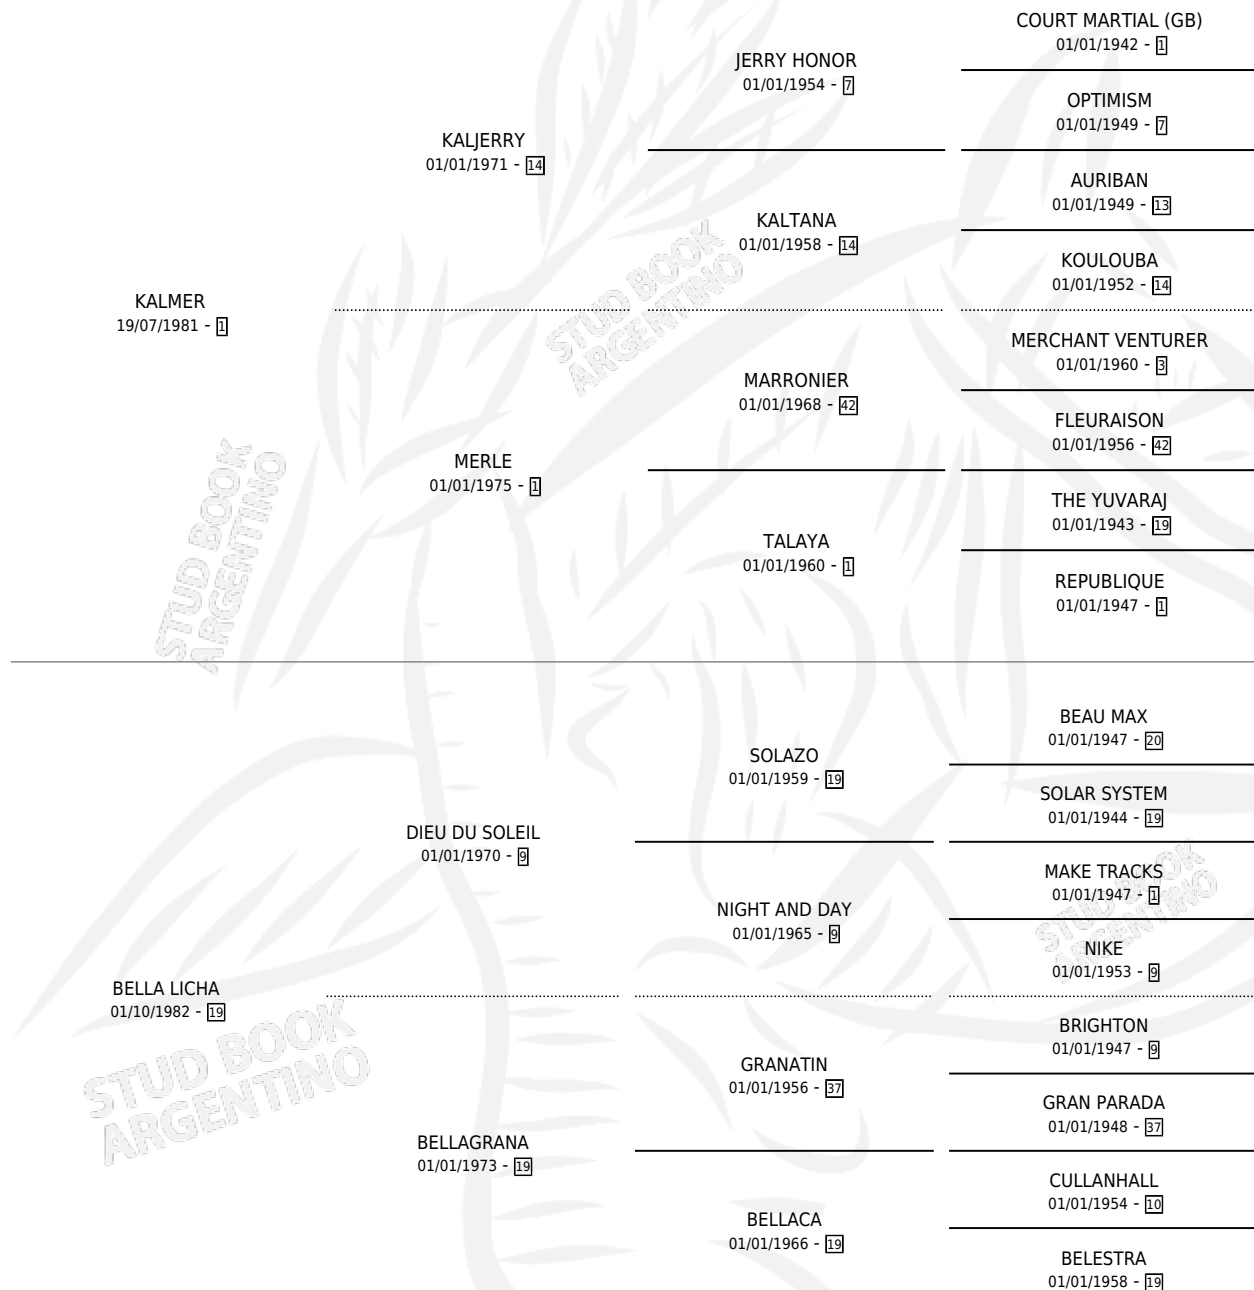 COURT MARTIAL (GB)
01/01/1942 - 1
JERRY HONOR
01/01/1954 - 7
OPTIMISM
01/01/1949 - 7
KALJERRY
01/01/1971 - 14
AURIBAN
01/01/1949 - 13
KALTANA
01/01/1958 - 14
KOULOUBA
01/01/1952 - 14
KALMER
19/07/1981 - 1
MERCHANT VENTURER
01/01/1960 - 3
MARRONIER
01/01/1968 - 42
FLEURAISON
01/01/1956 - 42
MERLE
01/01/1975 - 1
THE YUVARAJ
01/01/1943 - 19
TALAYA
01/01/1960 - 1
REPUBLIQUE
01/01/1947 - 1
STUD BOOK
ARGENTINO
STUD BOOK
ARGENTINO
BEAU MAX
01/01/1947 - 20
SOLAZO
01/01/1959 - 19
SOLAR SYSTEM
01/01/1944 - 19
DIEU DU SOLEIL
01/01/1970 - 9
MAKE TRACKS
01/01/1947 - 1
NIGHT AND DAY
01/01/1965 - 9
NIKE
01/01/1953 - 9
BELLA LICHA
01/10/1982 - 19
BRIGHTON
01/01/1947 - 9
GRANATIN
01/01/1956 - 37
GRAN PARADA
01/01/1948 - 37
BELLAGRANA
01/01/1973 - 19
CULLANHALL
01/01/1954 - 10
BELLACA
01/01/1966 - 19
BELESTRA
01/01/1958 - 19
STUD BOOK
ARGENTINO
STUD BOOK
ARGENTINO